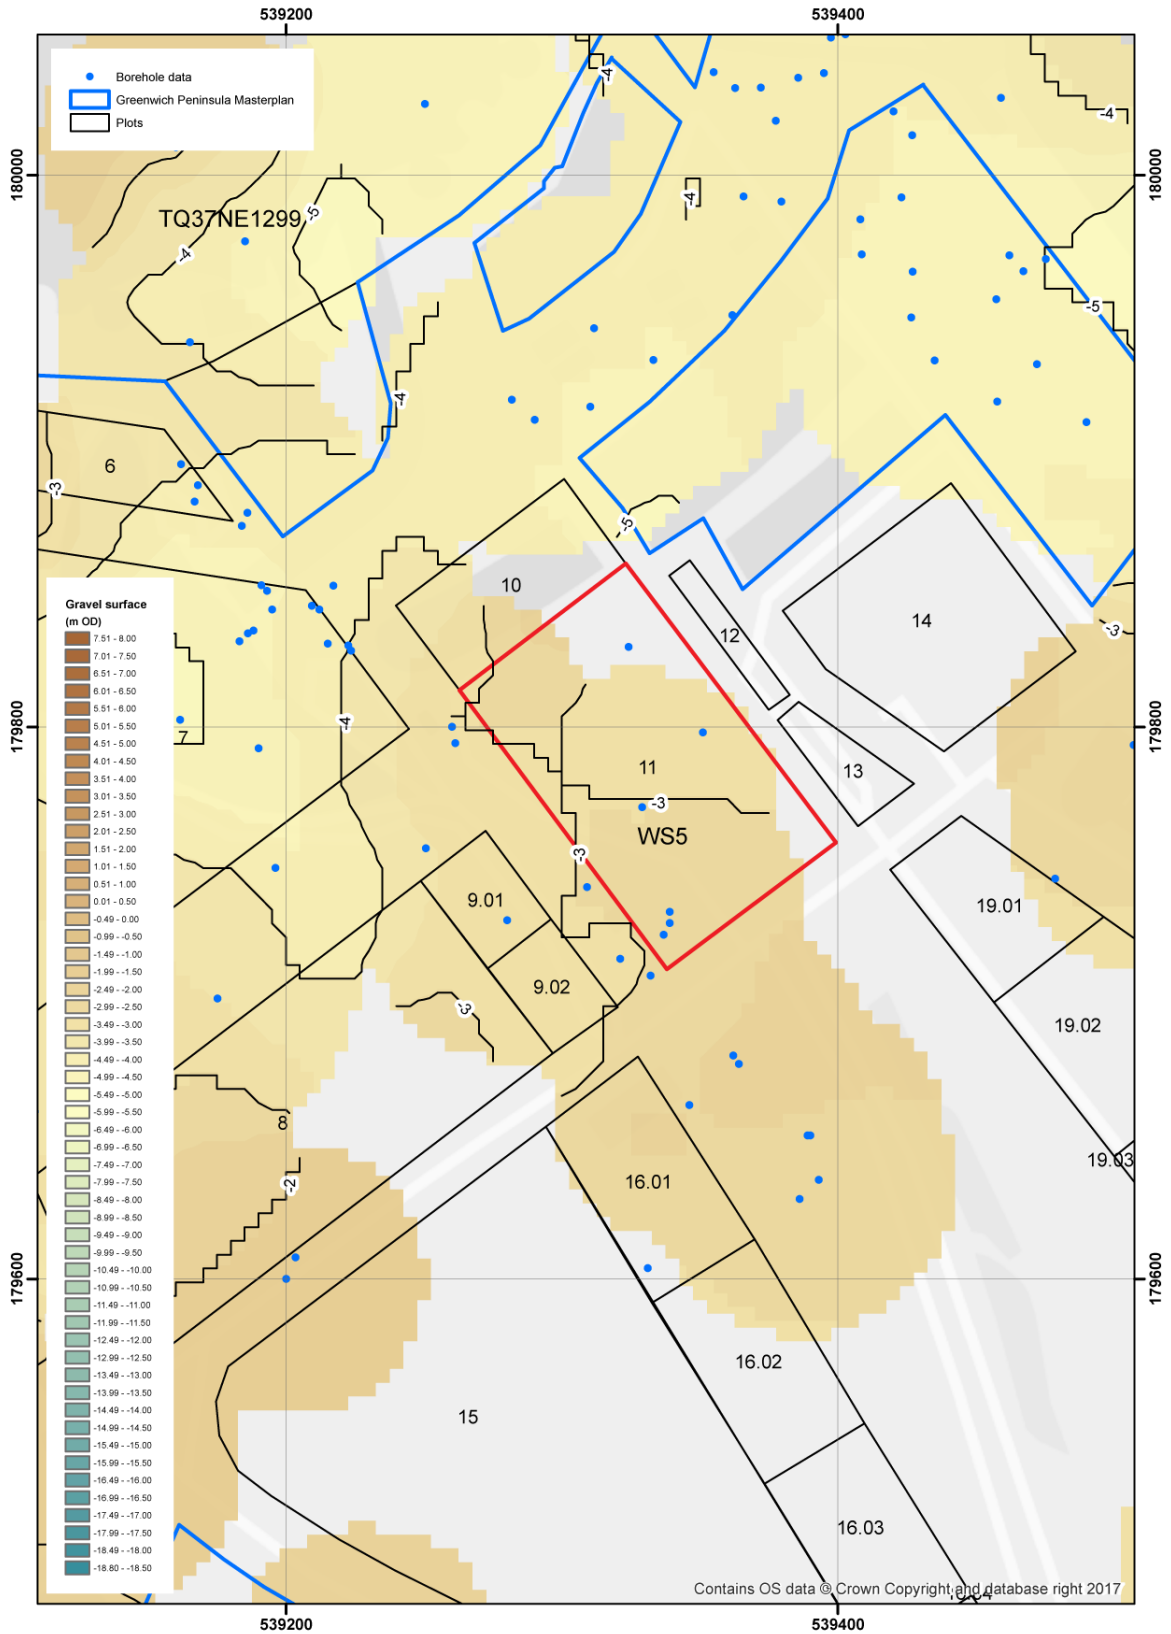 539200
539400
Borehole data
Greenwich Peninsula Masterplan
Plots
-4
-4
180000
180000
TQ37NE1299
-5
-4
-4
-5
-4
6
-3
-5
10
14
12
-3
Gravel surface
(m OD)
7.51 - 8.00
7.01 - 7.50
6.51 - 7.00
6.01 - 6.50
5.51 - 6.00
5.01 - 5.50
4.51 - 5.00
4.01 - 4.50
3.51 - 4.00
3.01 - 3.50
2.51 - 3.00
2.01 - 2.50
1.51 - 2.00
1.01 - 1.50
0.51 - 1.00
0.01 - 0.50
-0.49 - 0.00
-0.99 - -0.50
-1.49 - -1.00
-1.99 - -1.50
-2.49 - -2.00
-2.99 - -2.50
-3.49 - -3.00
-3.99 - -3.50
-4.49 - -4.00
-4.99 - -4.50
-5.49 - -5.00
-5.99 - -5.50
-6.49 - -6.00
-6.99 - -6.50
-7.49 - -7.00
-7.99 - -7.50
-8.49 - -8.00
-8.99 - -8.50
-9.49 - -9.00
-9.99 - -9.50
-10.49 - -10.00
-10.99 - -10.50
-11.49 - -11.00
-11.99 - -11.50
-12.49 - -12.00
-12.99 - -12.50
-13.49 - -13.00
-13.99 - -13.50
-14.49 - -14.00
-14.99 - -14.50
-15.49 - -15.00
-15.99 - -15.50
-16.49 - -16.00
-16.99 - -16.50
-17.49 - -17.00
-17.99 - -17.50
-18.49 - -18.00
-18.80 - -18.50
179800
179800
7
-4
11
13
-3
WS5
-3
9.01
19.01
9.02
-3
19.02
8
19.03
-2
16.01
179600
179600
16.02
15
16.03
Contains OS data © Crown Copyright and database right 2017
539200
539400